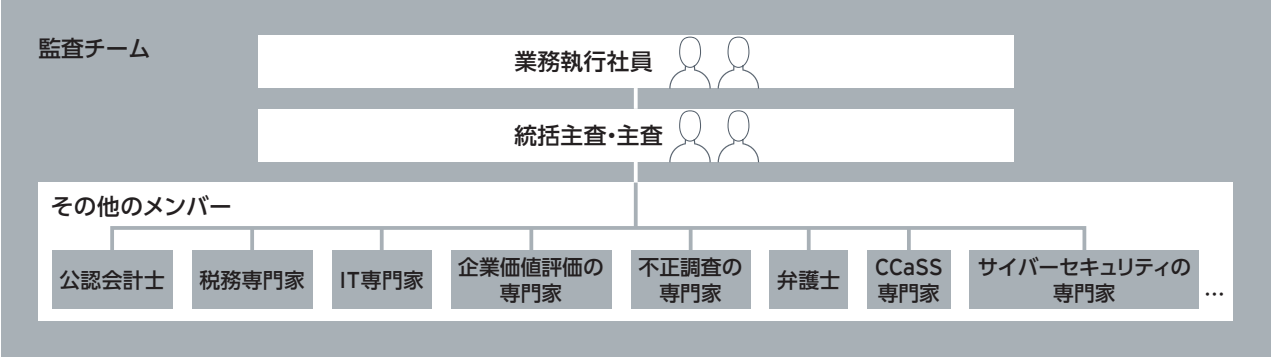 監査チーム
業務執行社員
統括主査・主査
その他のメンバー
公認会計士
税務専門家
IT専門家
企業価値評価の
専門家
不正調査の
専門家
弁護士
CCaSS
専門家
サイバーセキュリティの
専門家
…